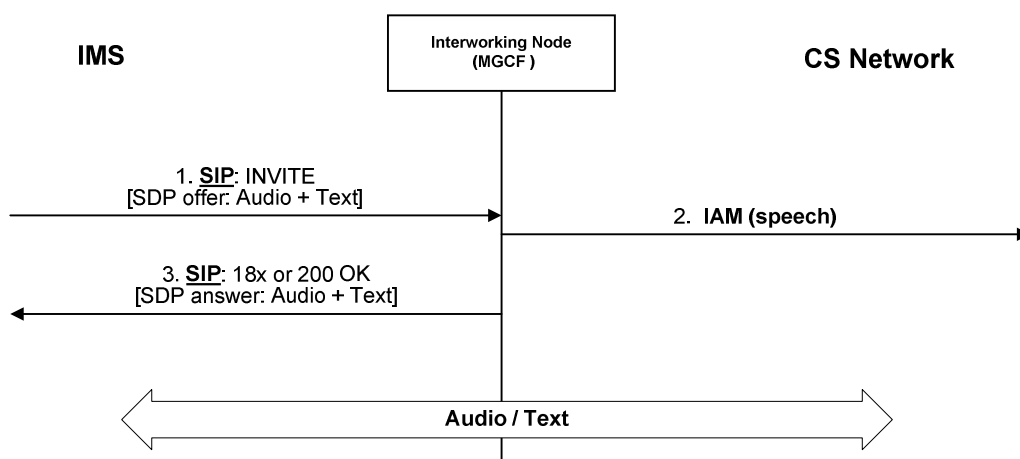 Interworking Node
(MGCF )
IMS
CS Network
1. SIP: INVITE
[SDP offer: Audio + Text]
2. IAM (speech)
3. SIP: 18x or 200 OK
[SDP answer: Audio + Text]
Audio / Text